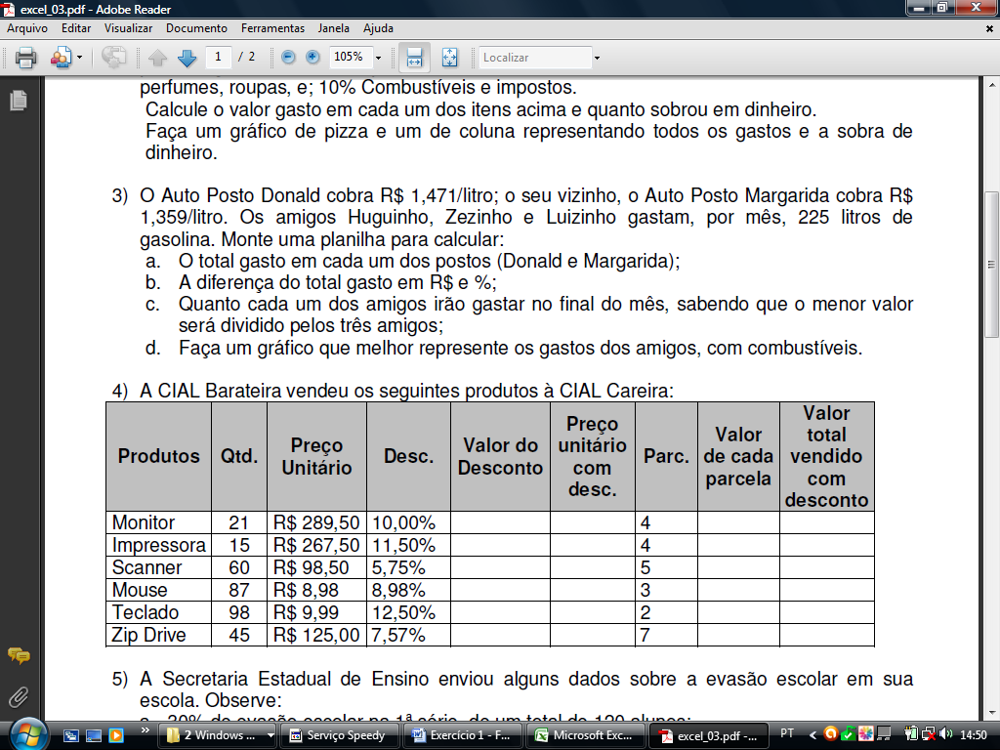 excel_03.pdf - Adobe Reader
Arquivo Editar Visualizar Documento Ferramentas Janela Ajuda
1 / 2 105% Localizar
perfumes, roupas, e; 10% Combustíveis e impostos.
Calcule o valor gasto em cada um dos itens acima e quanto sobrou em dinheiro.
Faça um gráfico de pizza e um de coluna representando todos os gastos e a sobra de
dinheiro.
3) O Auto Posto Donald cobra R$ 1,471/litro; o seu vizinho, o Auto Posto Margarida cobra R$
1,359/litro. Os amigos Huguinho, Zezinho e Luizinho gastam, por mês, 225 litros de
gasolina. Monte uma planilha para calcular:
a. O total gasto em cada um dos postos (Donald e Margarida);
b. A diferença do total gasto em R$ e %;
c. Quanto cada um dos amigos irão gastar no final do mês, sabendo que o menor valor
será dividido pelos três amigos;
d. Faça um gráfico que melhor represente os gastos dos amigos, com combustíveis.
4) A CIAL Barateira vendeu os seguintes produtos à CIAL Careira:
Produtos Qtd. Preço Unitário Desc. Valor do Desconto Preço unitário com desc. Parc. Valor de cada parcela Valor total vendido com desconto
Monitor 21 R$ 289,50 10,00% 4
Impressora 15 R$ 267,50 11,50% 4
Scanner 60 R$ 98,50 5,75% 5
Mouse 87 R$ 8,98 8,98% 3
Teclado 98 R$ 9,99 12,50% 2
Zip Drive 45 R$ 125,00 7,57% 7
5) A Secretaria Estadual de Ensino enviou alguns dados sobre a evasão escolar em sua
escola. Observe:
a. 30% de evasão escolar na 1ª série, de um total de 120 alunos;
2 Windows ... Serviço Speedy Exercício 1 - F... Microsoft Exc... excel_03.pdf -... PT 14:50